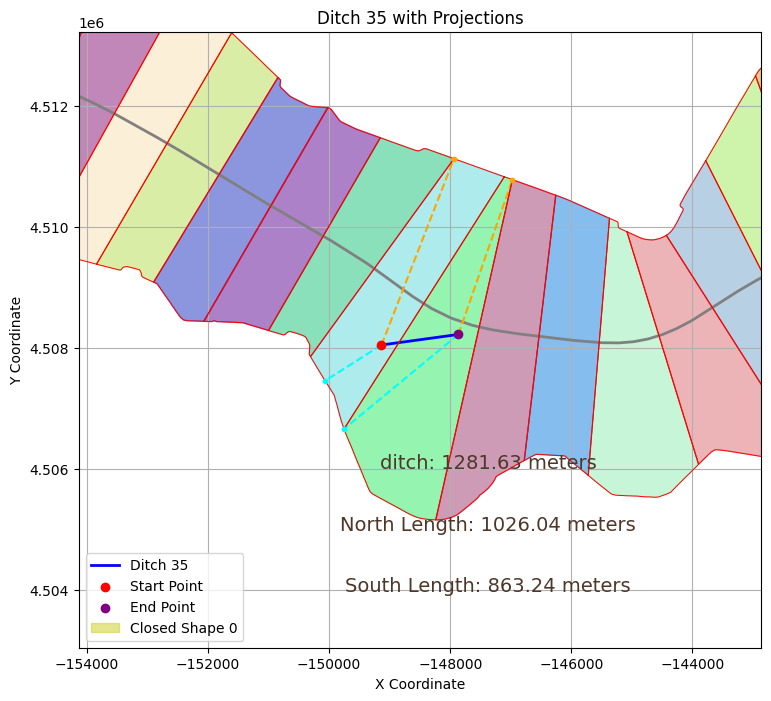 Ditch 35 with Projections
1e6
4.512
4.510
4.508
4.506
4.504
Y Coordinate
ditch: 1281.63 meters
North Length: 1026.04 meters
South Length: 863.24 meters
Ditch 35
Start Point
End Point
Closed Shape 0
−154000
−152000
−150000
−148000
−146000
−144000
X Coordinate